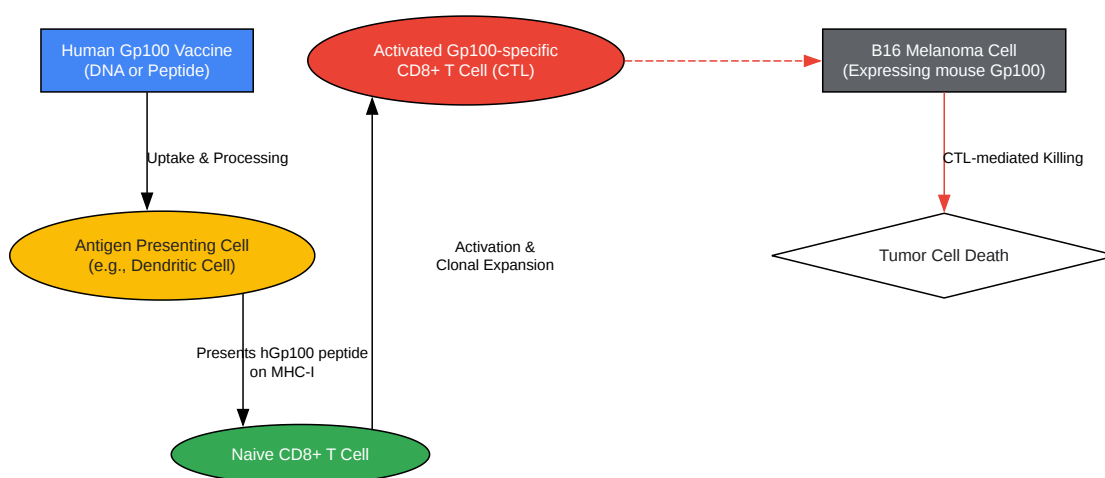 Human Gp100 Vaccine
(DNA or Peptide)
Activated Gp100-specific
CD8+ T Cell (CTL)
B16 Melanoma Cell
(Expressing mouse Gp100)
Uptake & Processing
CTL-mediated Killing
Antigen Presenting Cell
(e.g., Dendritic Cell)
Activation &
Clonal Expansion
Tumor Cell Death
Presents hGp100 peptide
on MHC-I
Naive CD8+ T Cell